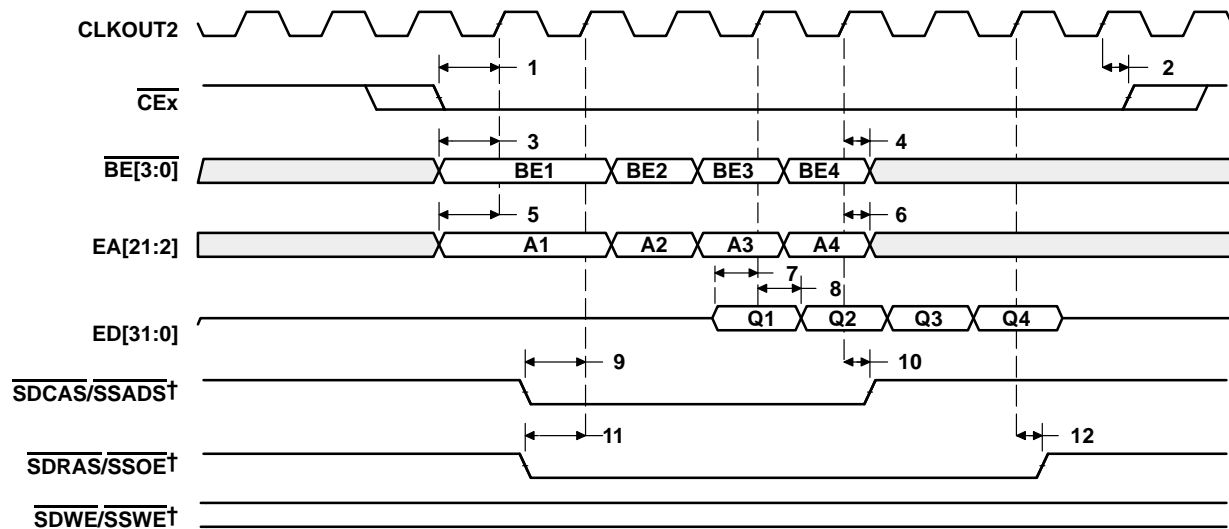 CLKOUT2
1 2
CEx
3 4
BE[3:0] BE1 BE2 BE3 BE4
5 6
EA[21:2] A1 A2 A3 A4
7
8
ED[31:0] Q1 Q2 Q3 Q4
9 10
SDCAS/SSADS†
11 12
SDRAS/SSOE†
SDWE/SSWE†